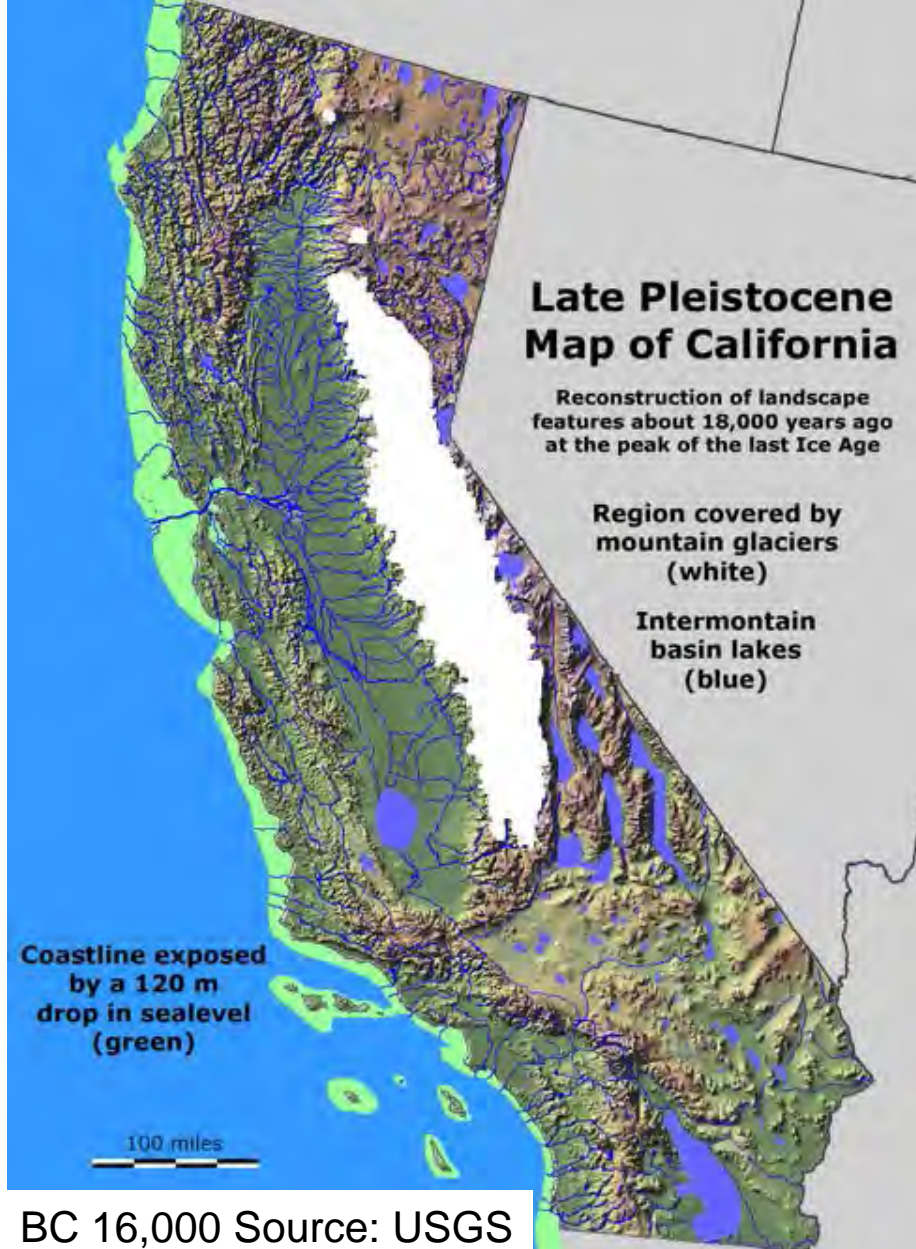 Late Pleistocene
Map of California
Reconstruction of landscape
features about 18,000 years ago
at the peak of the last Ice Age
Region covered by
mountain glaciers
(white)
Intermontain
basin lakes
(blue)
Coastline exposed
by a 120 m
drop in sealevel
(green)
100 miles
BC 16,000 Source: USGS